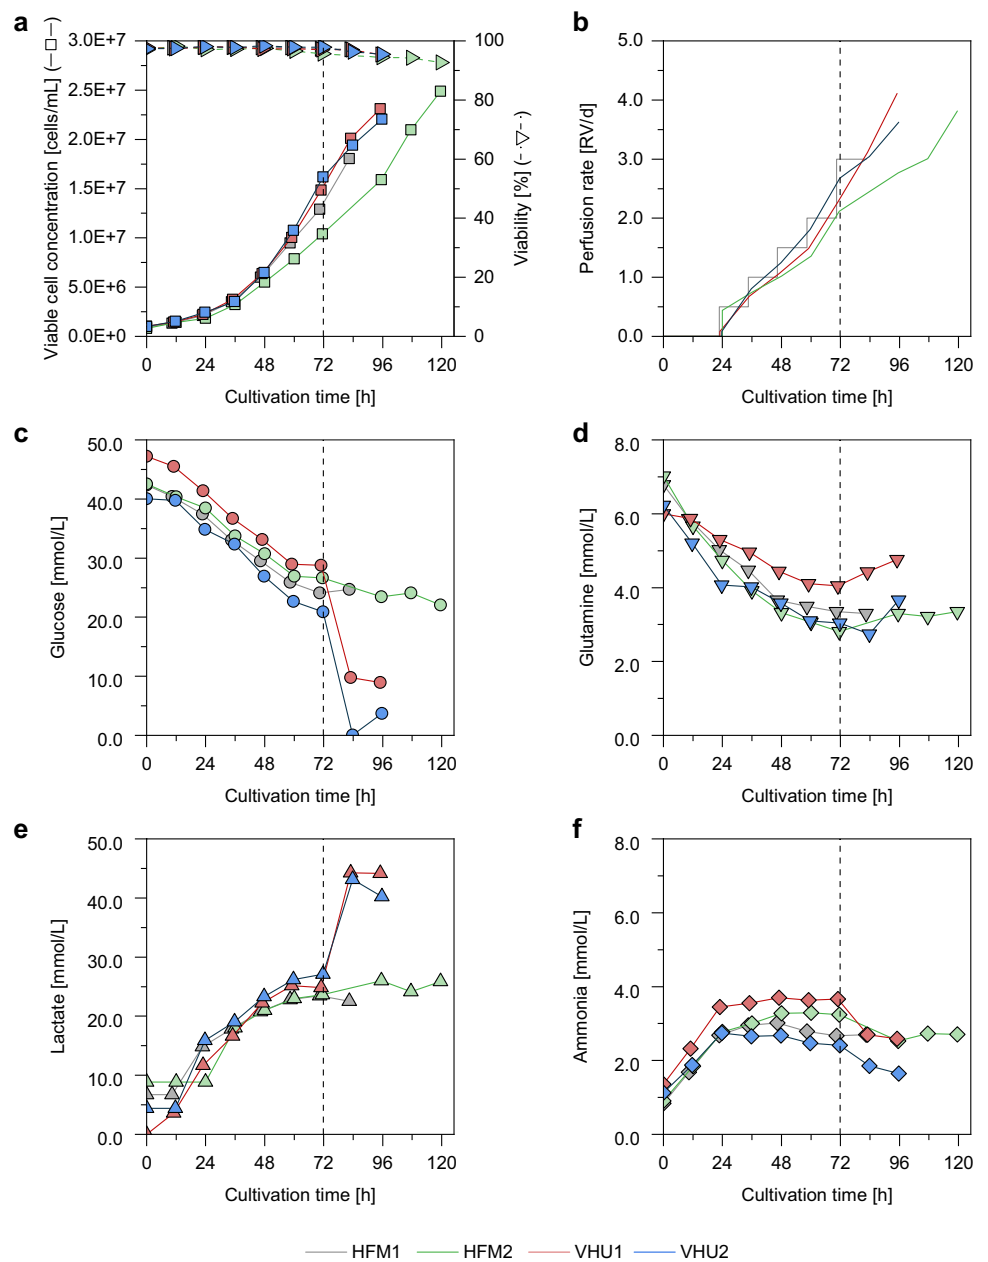 a
b
3.0E+7
2.5E+7
2.0E+7
1.5E+7
1.0E+7
5.0E+6
0.0E+0
Viable cell concentration [cells/mL] (–□–)
100
80
60
40
20
0
Viability [%] (-·▽-·)
0 24 48 72 96 120
Cultivation time [h]
5.0
4.0
3.0
2.0
1.0
0.0
Perfusion rate [RV/d]
0 24 48 72 96 120
Cultivation time [h]
c
d
50.0
40.0
30.0
20.0
10.0
0.0
Glucose [mmol/L]
0 24 48 72 96 120
Cultivation time [h]
8.0
6.0
4.0
2.0
0.0
Glutamine [mmol/L]
0 24 48 72 96 120
Cultivation time [h]
e
f
50.0
40.0
30.0
20.0
10.0
0.0
Lactate [mmol/L]
0 24 48 72 96 120
Cultivation time [h]
8.0
6.0
4.0
2.0
0.0
Ammonia [mmol/L]
0 24 48 72 96 120
Cultivation time [h]
HFM1 HFM2 VHU1 VHU2